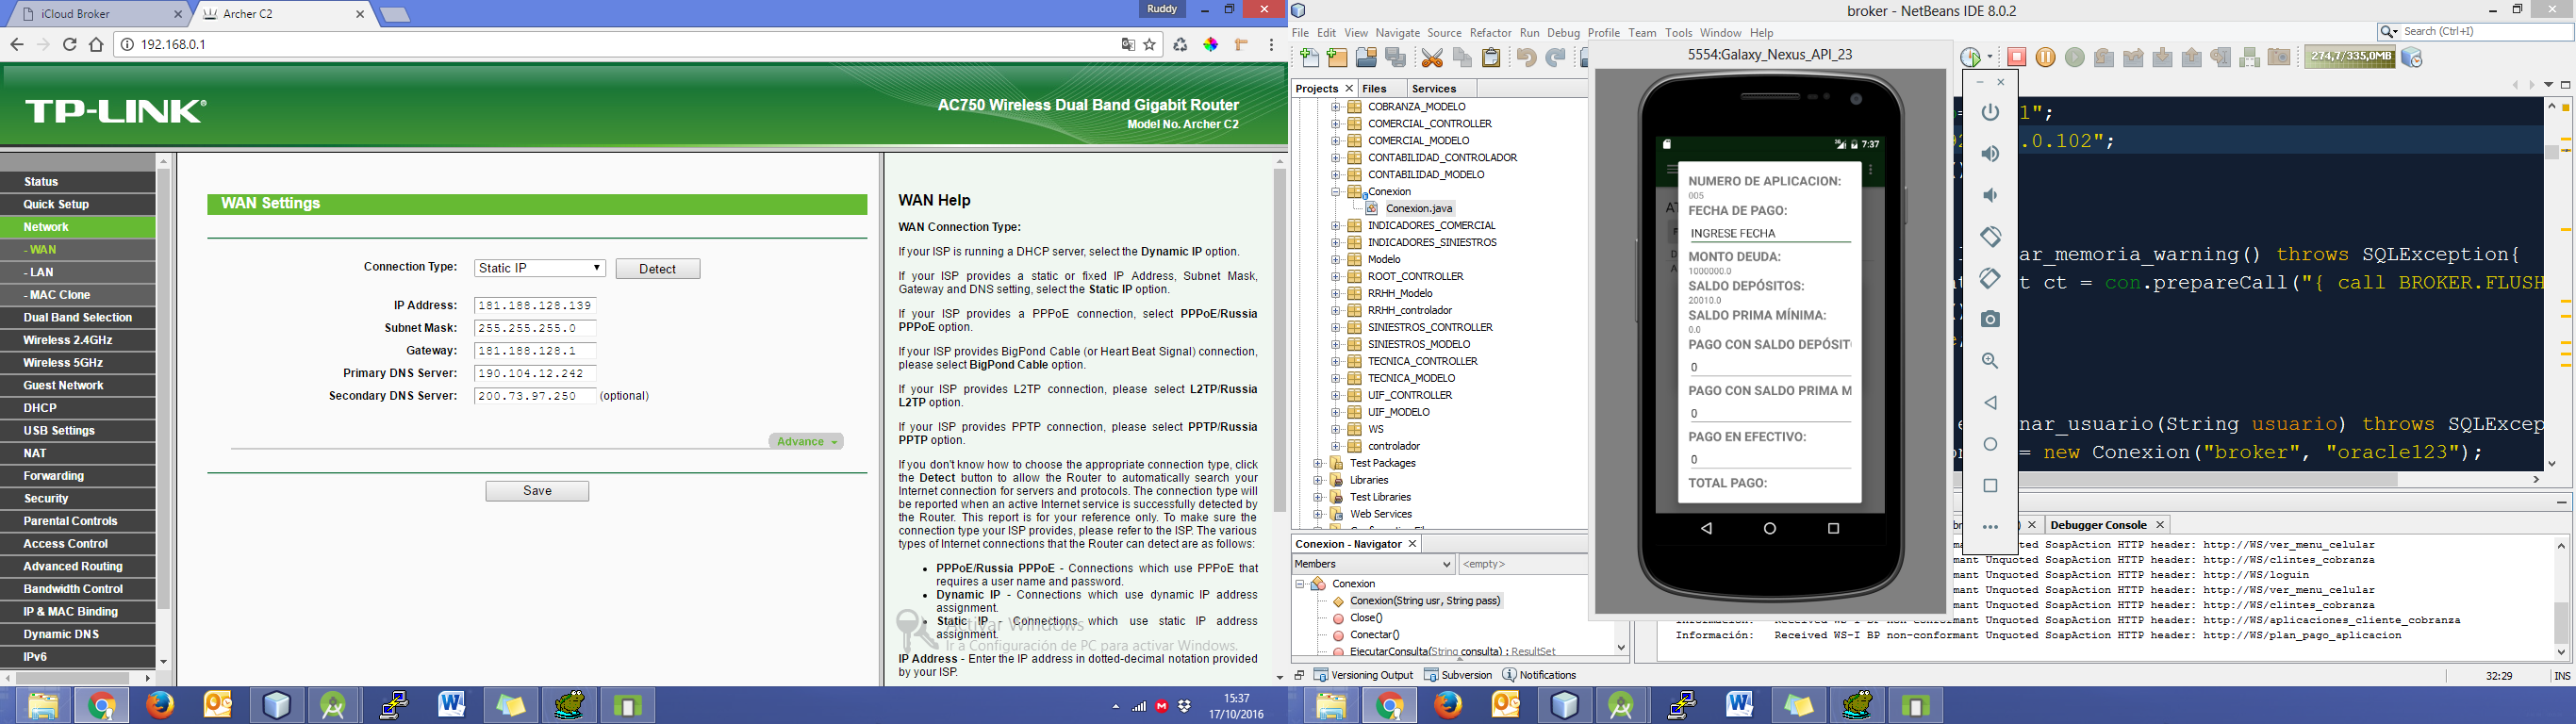 iCloud Broker
Archer C2
Ruddy
192.168.0.1
TP-LINK
AC750 Wireless Dual Band Gigabit Router
Model No. Archer C2
Status
Quick Setup
Network
- WAN
- LAN
- MAC Clone
Dual Band Selection
Wireless 2.4GHz
Wireless 5GHz
Guest Network
DHCP
USB Settings
NAT
Forwarding
Security
Parental Controls
Access Control
Advanced Routing
Bandwidth Control
IP & MAC Binding
Dynamic DNS
IPv6
WAN Settings
Connection Type: Static IP Detect
IP Address: 181.188.128.139
Subnet Mask: 255.255.255.0
Gateway: 181.188.128.1
Primary DNS Server: 190.104.12.242
Secondary DNS Server: 200.73.97.250 (optional)
Advance
Save
WAN Help
WAN Connection Type:
If your ISP is running a DHCP server, select the Dynamic IP option.
If your ISP provides a static or fixed IP Address, Subnet Mask,
Gateway and DNS setting, select the Static IP option.
If your ISP provides a PPPoE connection, select PPPoE/Russia
PPPoE option.
If your ISP provides BigPond Cable (or Heart Beat Signal) connection,
please select BigPond Cable option.
If your ISP provides L2TP connection, please select L2TP/Russia
L2TP option.
If your ISP provides PPTP connection, please select PPTP/Russia
PPTP option.
If you don't know how to choose the appropriate connection type, click
the Detect button to allow the Router to automatically search your
Internet connection for servers and protocols. The connection type will
be reported when an active Internet service is successfully detected by
the Router. This report is for your reference only. To make sure the
connection type your ISP provides, please refer to the ISP. The various
types of Internet connections that the Router can detect are as follows:
PPPoE/Russia PPPoE - Connections which use PPPoE that
requires a user name and password.
Dynamic IP - Connections which use dynamic IP address
assignment.
Static IP - Connections which use static IP address
assignment.
Activar Windows
Ir a Configuración de PC para activar Windows.
IP Address - Enter the IP address in dotted-decimal notation provided
by your ISP.
15:37
17/10/2016
broker - NetBeans IDE 8.0.2
File Edit View Navigate Source Refactor Run Debug Profile Team Tools Window Help
Search (Ctrl+I)
274,7/335,0MB
Projects Files Services
COBRANZA_MODELO
COMERCIAL_CONTROLLER
COMERCIAL_MODELO
CONTABILIDAD_CONTROLADOR
CONTABILIDAD_MODELO
Conexion
Conexion.java
INDICADORES_COMERCIAL
INDICADORES_SINIESTROS
Modelo
ROOT_CONTROLLER
RRHH_Modelo
RRHH_controlador
SINIESTROS_CONTROLLER
SINIESTROS_MODELO
TECNICA_CONTROLLER
TECNICA_MODELO
UIF_CONTROLLER
UIF_MODELO
WS
controlador
Test Packages
Libraries
Test Libraries
Web Services
Conexion - Navigator
Members <empty>
Conexion
Conexion(String usr, String pass)
Close()
Conectar()
EjecutarConsulta(String consulta) : ResultSet
5554:Galaxy_Nexus_API_23
7:37
NUMERO DE APLICACION:
005
FECHA DE PAGO:
INGRESE FECHA
MONTO DEUDA:
1000000.0
SALDO DEPÓSITOS:
20010.0
SALDO PRIMA MÍNIMA:
0.0
PAGO CON SALDO DEPÓSIT
0
PAGO CON SALDO PRIMA M
0
PAGO EN EFECTIVO:
0
TOTAL PAGO:
1";
.0.102";
ar_memoria_warning() throws SQLException{
t ct = con.prepareCall("{ call BROKER.FLUSH
nar_usuario(String usuario) throws SQLExcep
= new Conexion("broker", "oracle123");
Debugger Console
mant Unquoted SoapAction HTTP header: http://WS/ver_menu_celular
mant Unquoted SoapAction HTTP header: http://WS/clintes_cobranza
mant Unquoted SoapAction HTTP header: http://WS/loguin
mant Unquoted SoapAction HTTP header: http://WS/ver_menu_celular
mant Unquoted SoapAction HTTP header: http://WS/clintes_cobranza
Información: Received WS-I BP non-conformant Unquoted SoapAction HTTP header: http://WS/aplicaciones_cliente_cobranza
Información: Received WS-I BP non-conformant Unquoted SoapAction HTTP header: http://WS/plan_pago_aplicacion
Versioning Output Subversion Notifications
32:29 INS